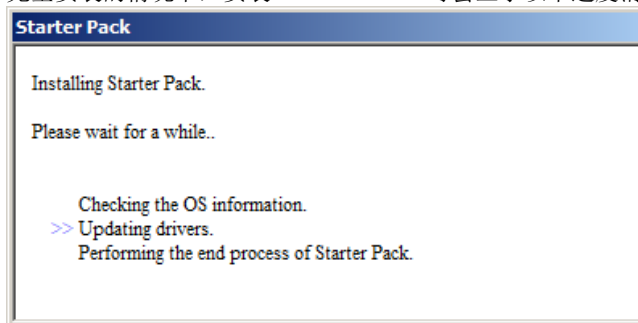 Starter Pack
Installing Starter Pack.
Please wait for a while..
Checking the OS information.
>> Updating drivers.
Performing the end process of Starter Pack.